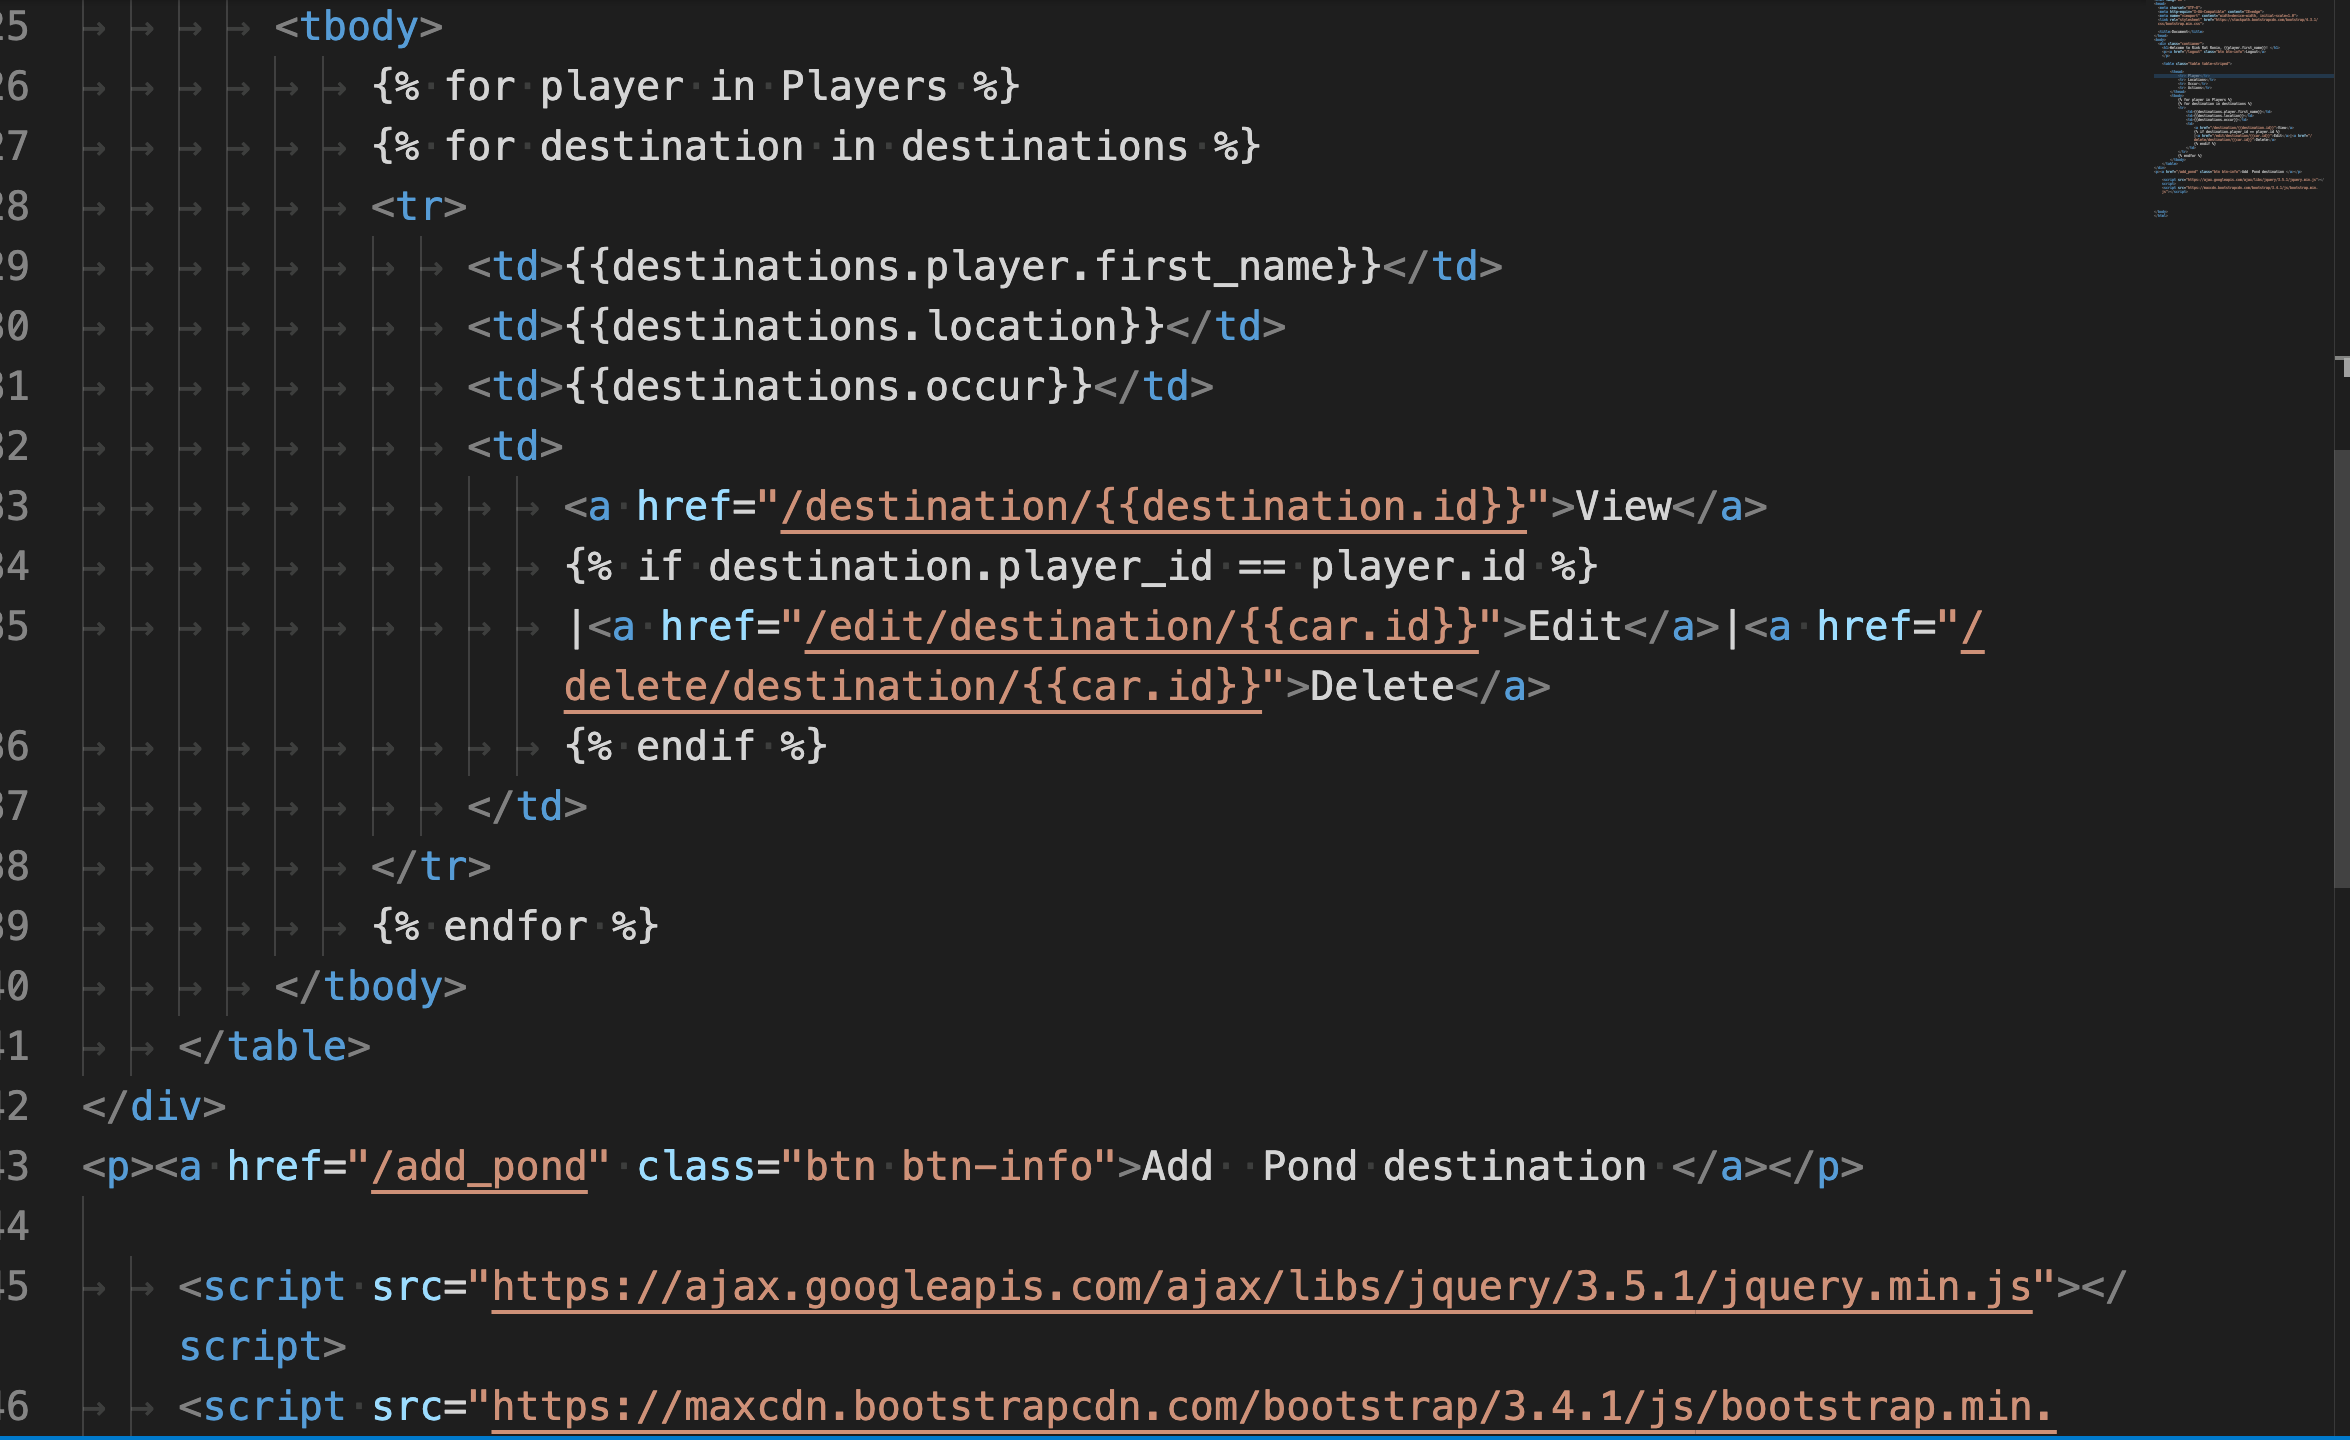 25 <tbody>
26 {% for player in Players %}
27 {% for destination in destinations %}
28 <tr>
29 <td>{{destinations.player.first_name}}</td>
30 <td>{{destinations.location}}</td>
31 <td>{{destinations.occur}}</td>
32 <td>
33 <a href="/destination/{{destination.id}}">View</a>
34 {% if destination.player_id == player.id %}
35 |<a href="/edit/destination/{{car.id}}">Edit</a>|<a href="/
delete/destination/{{car.id}}">Delete</a>
36 {% endif %}
37 </td>
38 </tr>
39 {% endfor %}
40 </tbody>
41 </table>
42 </div>
43 <p><a href="/add_pond" class="btn btn-info">Add  Pond destination </a></p>
44
45 <script src="https://ajax.googleapis.com/ajax/libs/jquery/3.5.1/jquery.min.js"></
script>
46 <script src="https://maxcdn.bootstrapcdn.com/bootstrap/3.4.1/js/bootstrap.min.